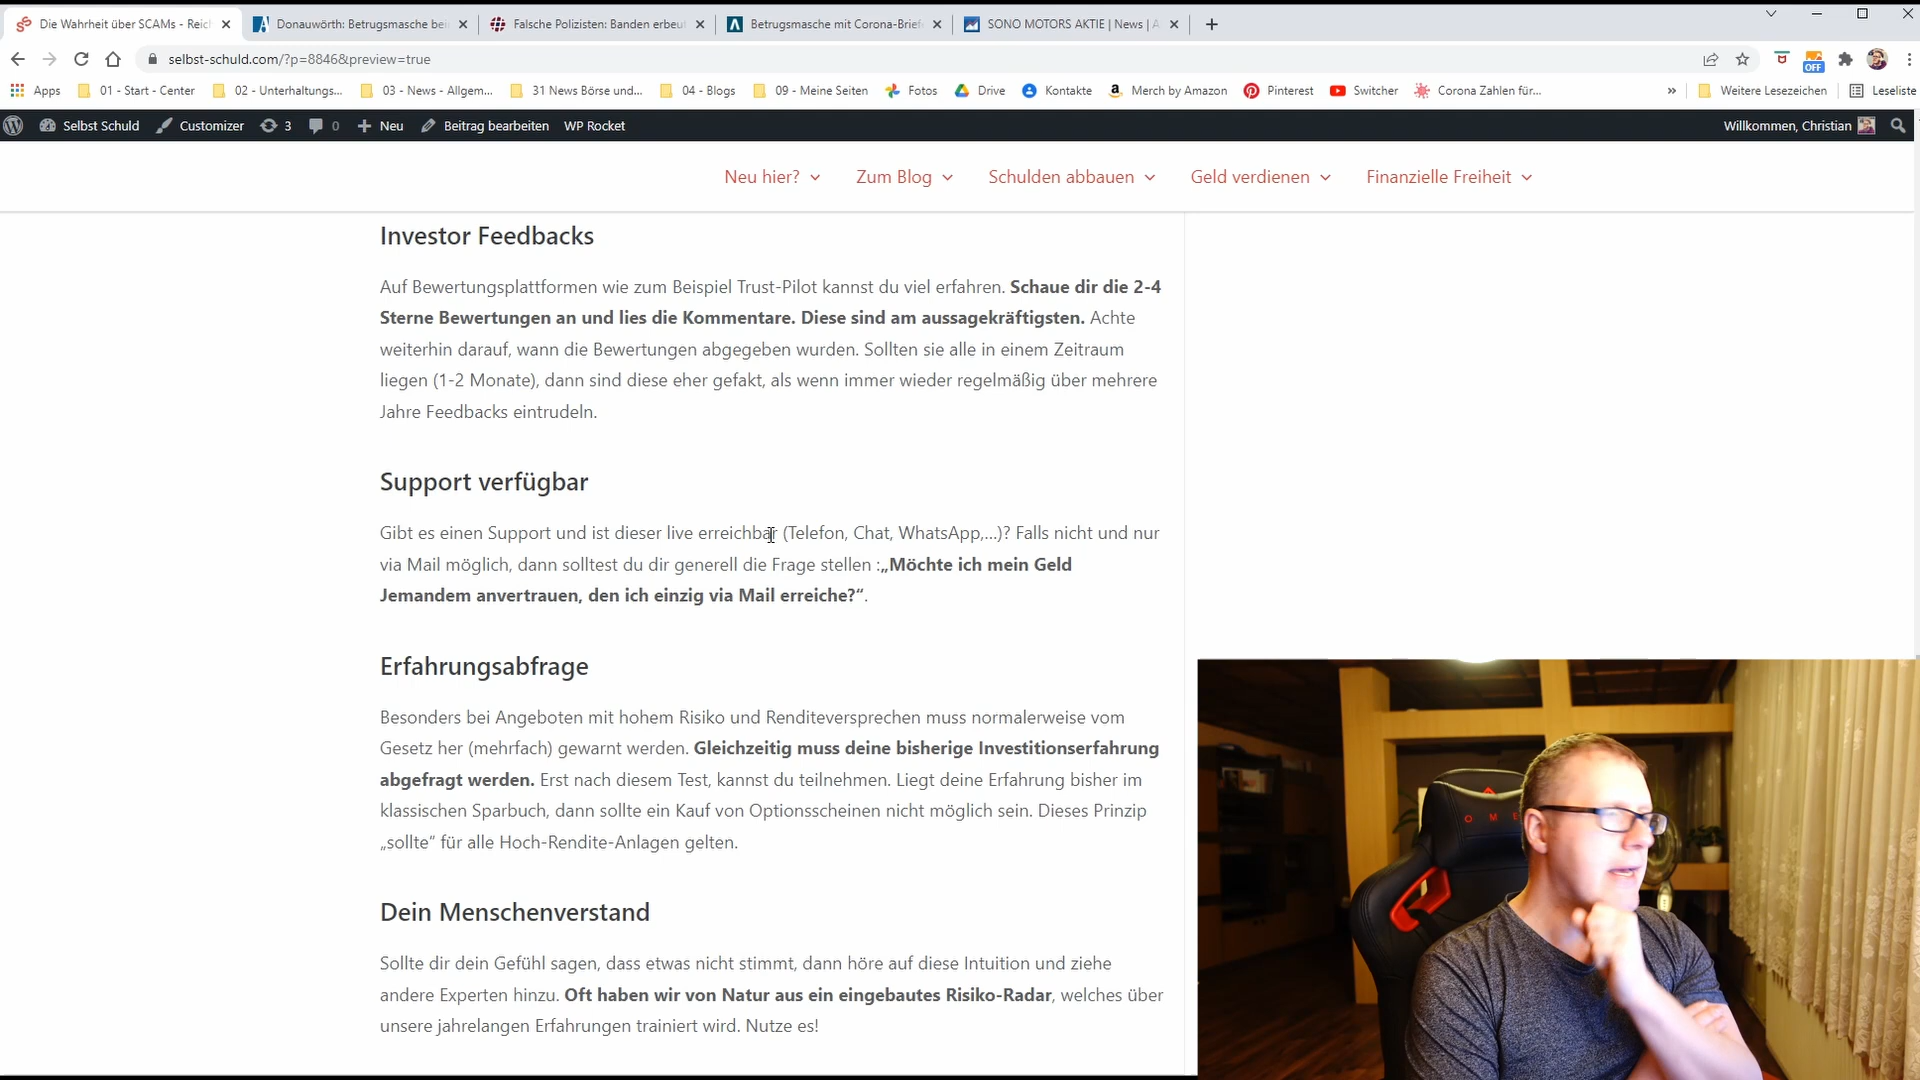 Die Wahrheit über SCAMs - Reich
Donauwörth: Betrugsmasche bei
Falsche Polizisten: Banden erbeut
Betrugsmasche mit Corona-Brief
SONO MOTORS AKTIE | News | A
selbst-schuld.com/?p=8846&preview=true
OFF
Apps
01 - Start - Center
02 - Unterhaltungs...
03 - News - Allgem...
31 News Börse und...
04 - Blogs
09 - Meine Seiten
Fotos
Drive
Kontakte
Merch by Amazon
Pinterest
Switcher
Corona Zahlen für...
»
Weitere Lesezeichen
Leseliste
Selbst Schuld
Customizer
3
0
Neu
Beitrag bearbeiten
WP Rocket
Willkommen, Christian
Neu hier?
Zum Blog
Schulden abbauen
Geld verdienen
Finanzielle Freiheit
Investor Feedbacks
Auf Bewertungsplattformen wie zum Beispiel Trust-Pilot kannst du viel erfahren. Schaue dir die 2-4
Sterne Bewertungen an und lies die Kommentare. Diese sind am aussagekräftigsten. Achte
weiterhin darauf, wann die Bewertungen abgegeben wurden. Sollten sie alle in einem Zeitraum
liegen (1-2 Monate), dann sind diese eher gefakt, als wenn immer wieder regelmäßig über mehrere
Jahre Feedbacks eintrudeln.
Support verfügbar
Gibt es einen Support und ist dieser live erreichbar (Telefon, Chat, WhatsApp,...)? Falls nicht und nur
via Mail möglich, dann solltest du dir generell die Frage stellen :„Möchte ich mein Geld
Jemandem anvertrauen, den ich einzig via Mail erreiche?“.
Erfahrungsabfrage
Besonders bei Angeboten mit hohem Risiko und Renditeversprechen muss normalerweise vom
Gesetz her (mehrfach) gewarnt werden. Gleichzeitig muss deine bisherige Investitionserfahrung
abgefragt werden. Erst nach diesem Test, kannst du teilnehmen. Liegt deine Erfahrung bisher im
klassischen Sparbuch, dann sollte ein Kauf von Optionsscheinen nicht möglich sein. Dieses Prinzip
„sollte“ für alle Hoch-Rendite-Anlagen gelten.
Dein Menschenverstand
Sollte dir dein Gefühl sagen, dass etwas nicht stimmt, dann höre auf diese Intuition und ziehe
andere Experten hinzu. Oft haben wir von Natur aus ein eingebautes Risiko-Radar, welches über
unsere jahrelangen Erfahrungen trainiert wird. Nutze es!
O M E